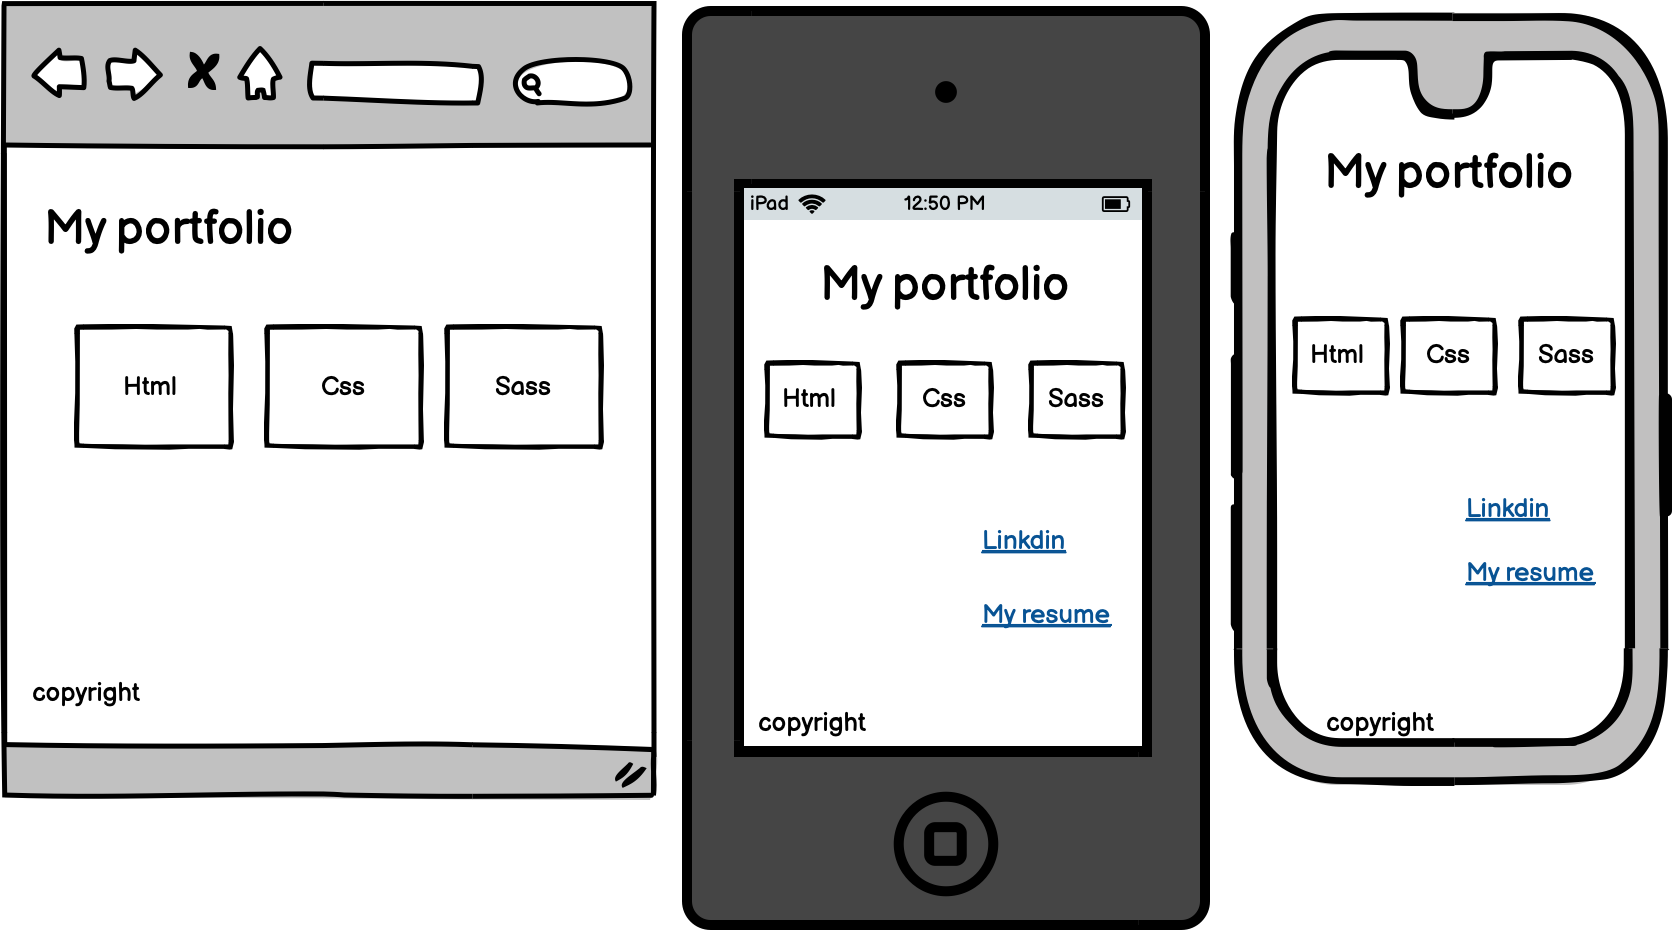 My portfolio
Html Css Sass
copyright
iPad 12:50 PM
My portfolio
Html Css Sass
Linkdin
My resume
copyright
My portfolio
Html Css Sass
Linkdin
My resume
copyright